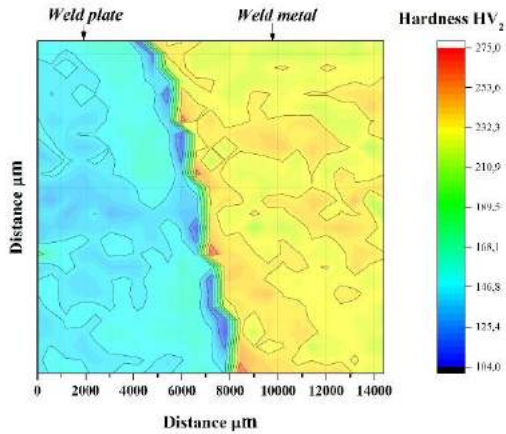 Weld plate Weld metal Hardness HV2
275,0
253,7
232,3
210,9
189,5
168,1
146,8
125,4
104,0
Distance μm
0 2000 4000 6000 8000 10000 12000 14000
Distance μm